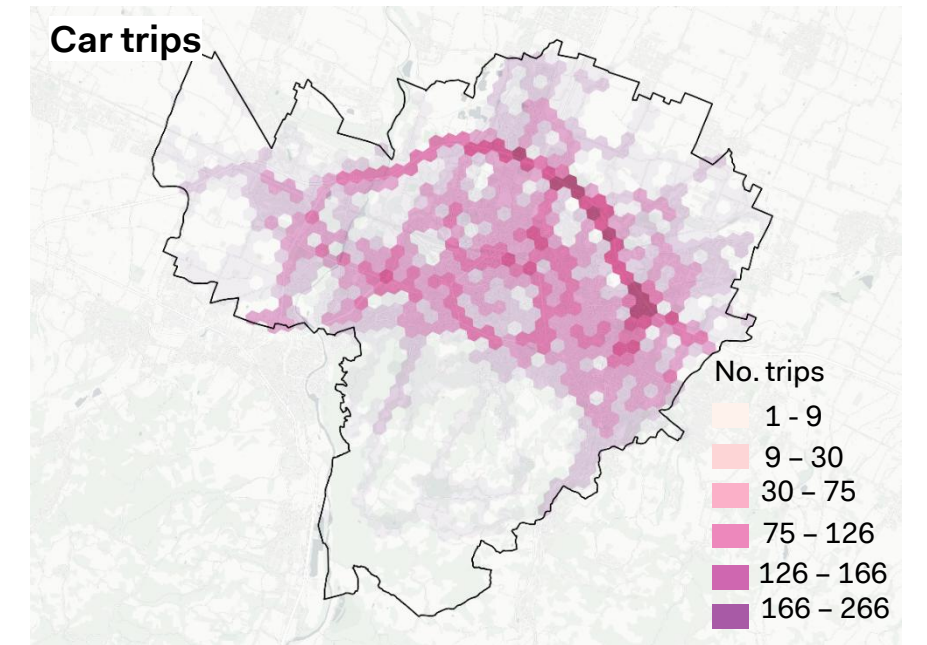 Car trips
No. trips
1 - 9
9 – 30
30 – 75
75 – 126
126 – 166
166 – 266